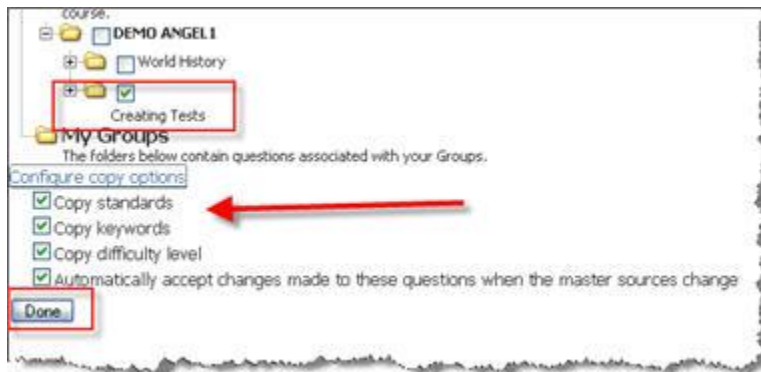 course.
DEMO ANGEL1
World History
Creating Tests
My Groups
The folders below contain questions associated with your Groups.
Configure copy options
Copy standards
Copy keywords
Copy difficulty level
Automatically accept changes made to these questions when the master sources change
Done